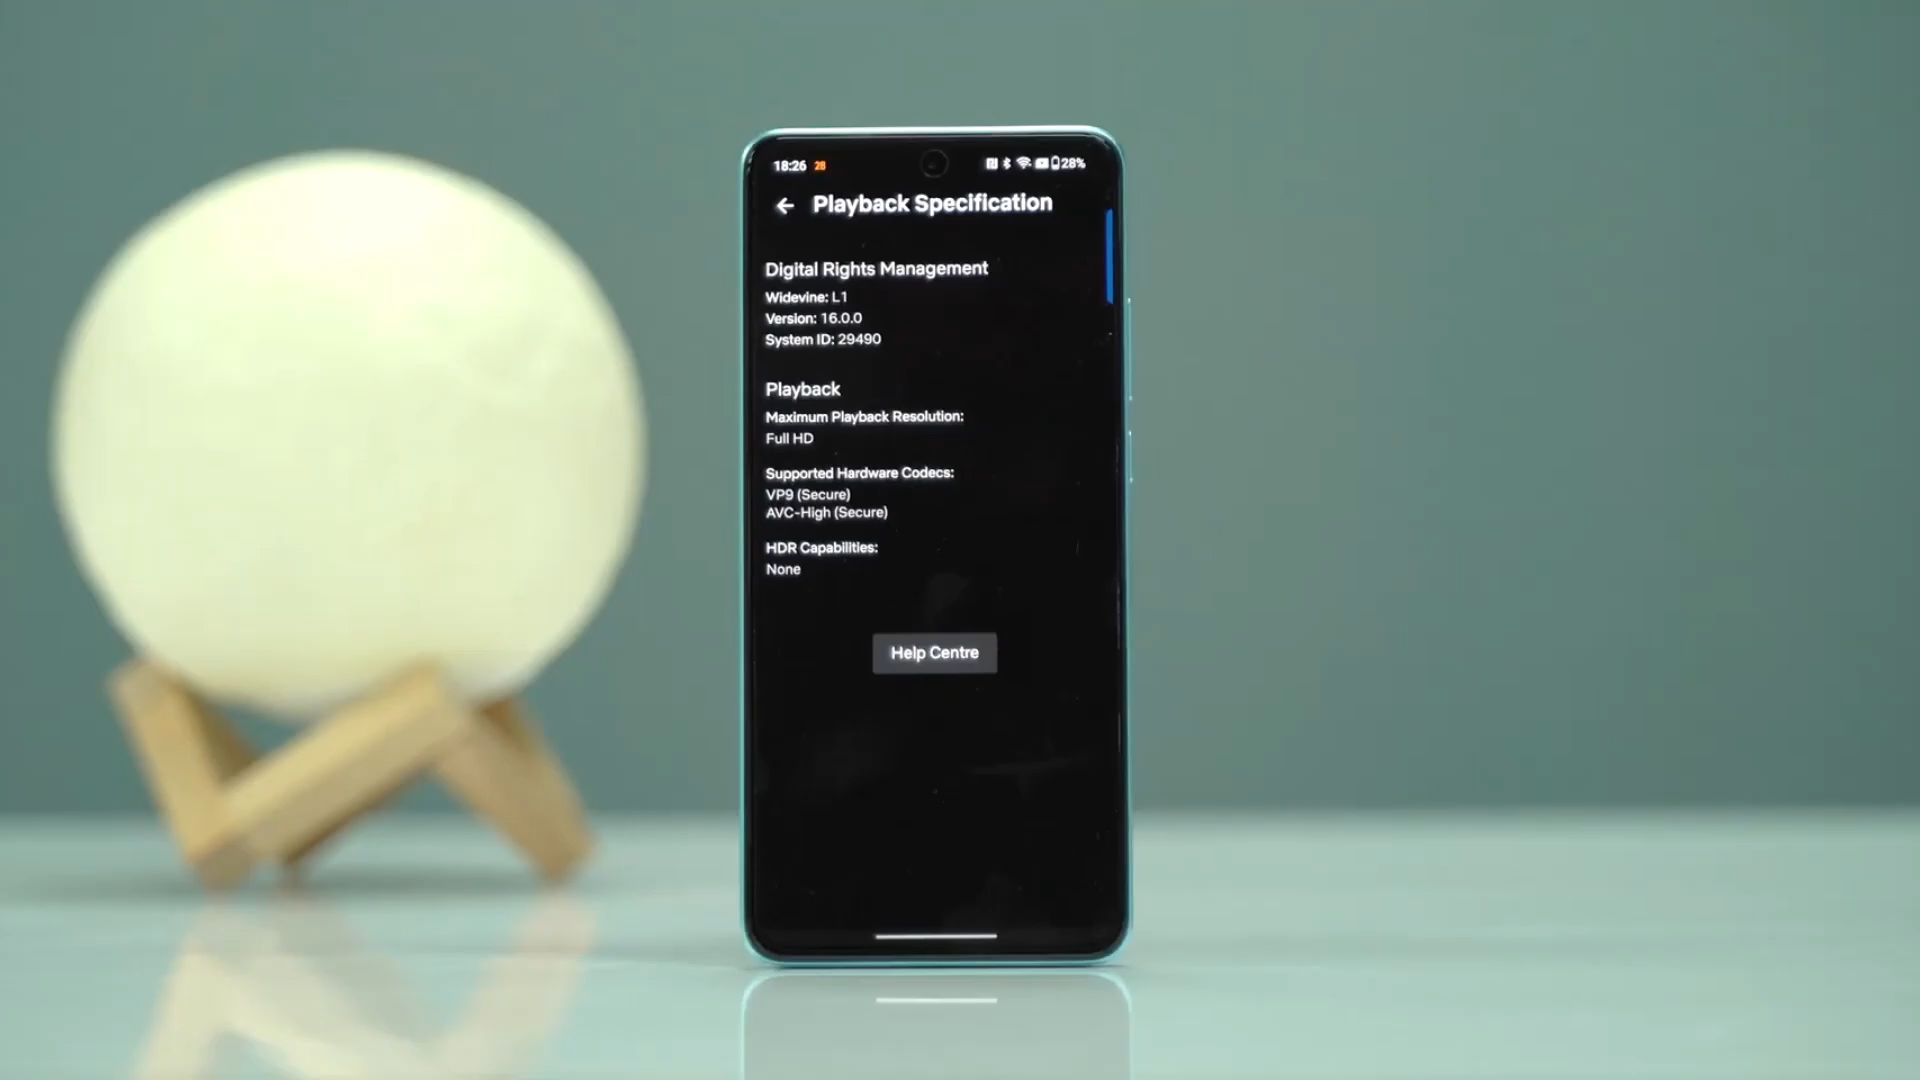 18:26 28 28%
Playback Specification
Digital Rights Management
Widevine: L1
Version: 16.0.0
System ID: 29490
Playback
Maximum Playback Resolution:
Full HD
Supported Hardware Codecs:
VP9 (Secure)
AVC-High (Secure)
HDR Capabilities:
None
Help Centre